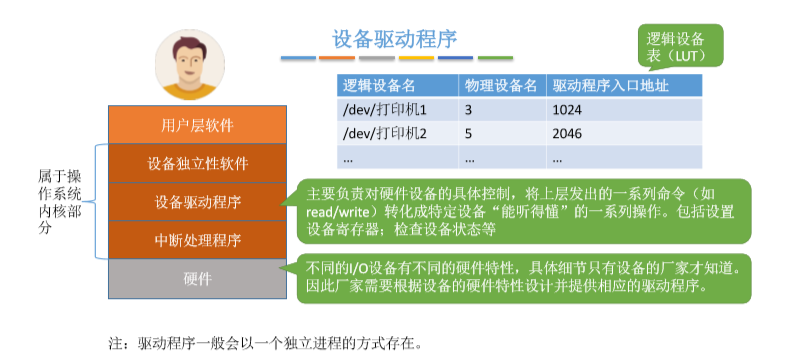 设备驱动程序
逻辑设备
表（LUT）
逻辑设备名 物理设备名 驱动程序入口地址
/dev/打印机1 3 1024
/dev/打印机2 5 2046
... ... ...
用户层软件
设备独立性软件
设备驱动程序
中断处理程序
硬件
属于操
作系统
内核部
分
主要负责对硬件设备的具体控制，将上层发出的一系列命令（如
read/write）转化成特定设备“能听得懂”的一系列操作。包括设置
设备寄存器；检查设备状态等
不同的I/O设备有不同的硬件特性，具体细节只有设备的厂家才知道。
因此厂家需要根据设备的硬件特性设计并提供相应的驱动程序。
注：驱动程序一般会以一个独立进程的方式存在。